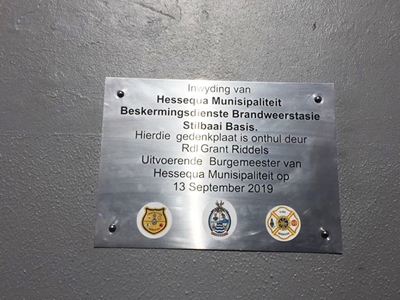 Inwyding van
Hessequa Munisipaliteit
Beskermingsdienste Brandweerstasie
Stilbaai Basis.
Hierdie gedenkplaat is onthul deur
Rdl Grant Riddels
Uitvoerende Burgemeester van
Hessequa Munisipaliteit op
13 September 2019